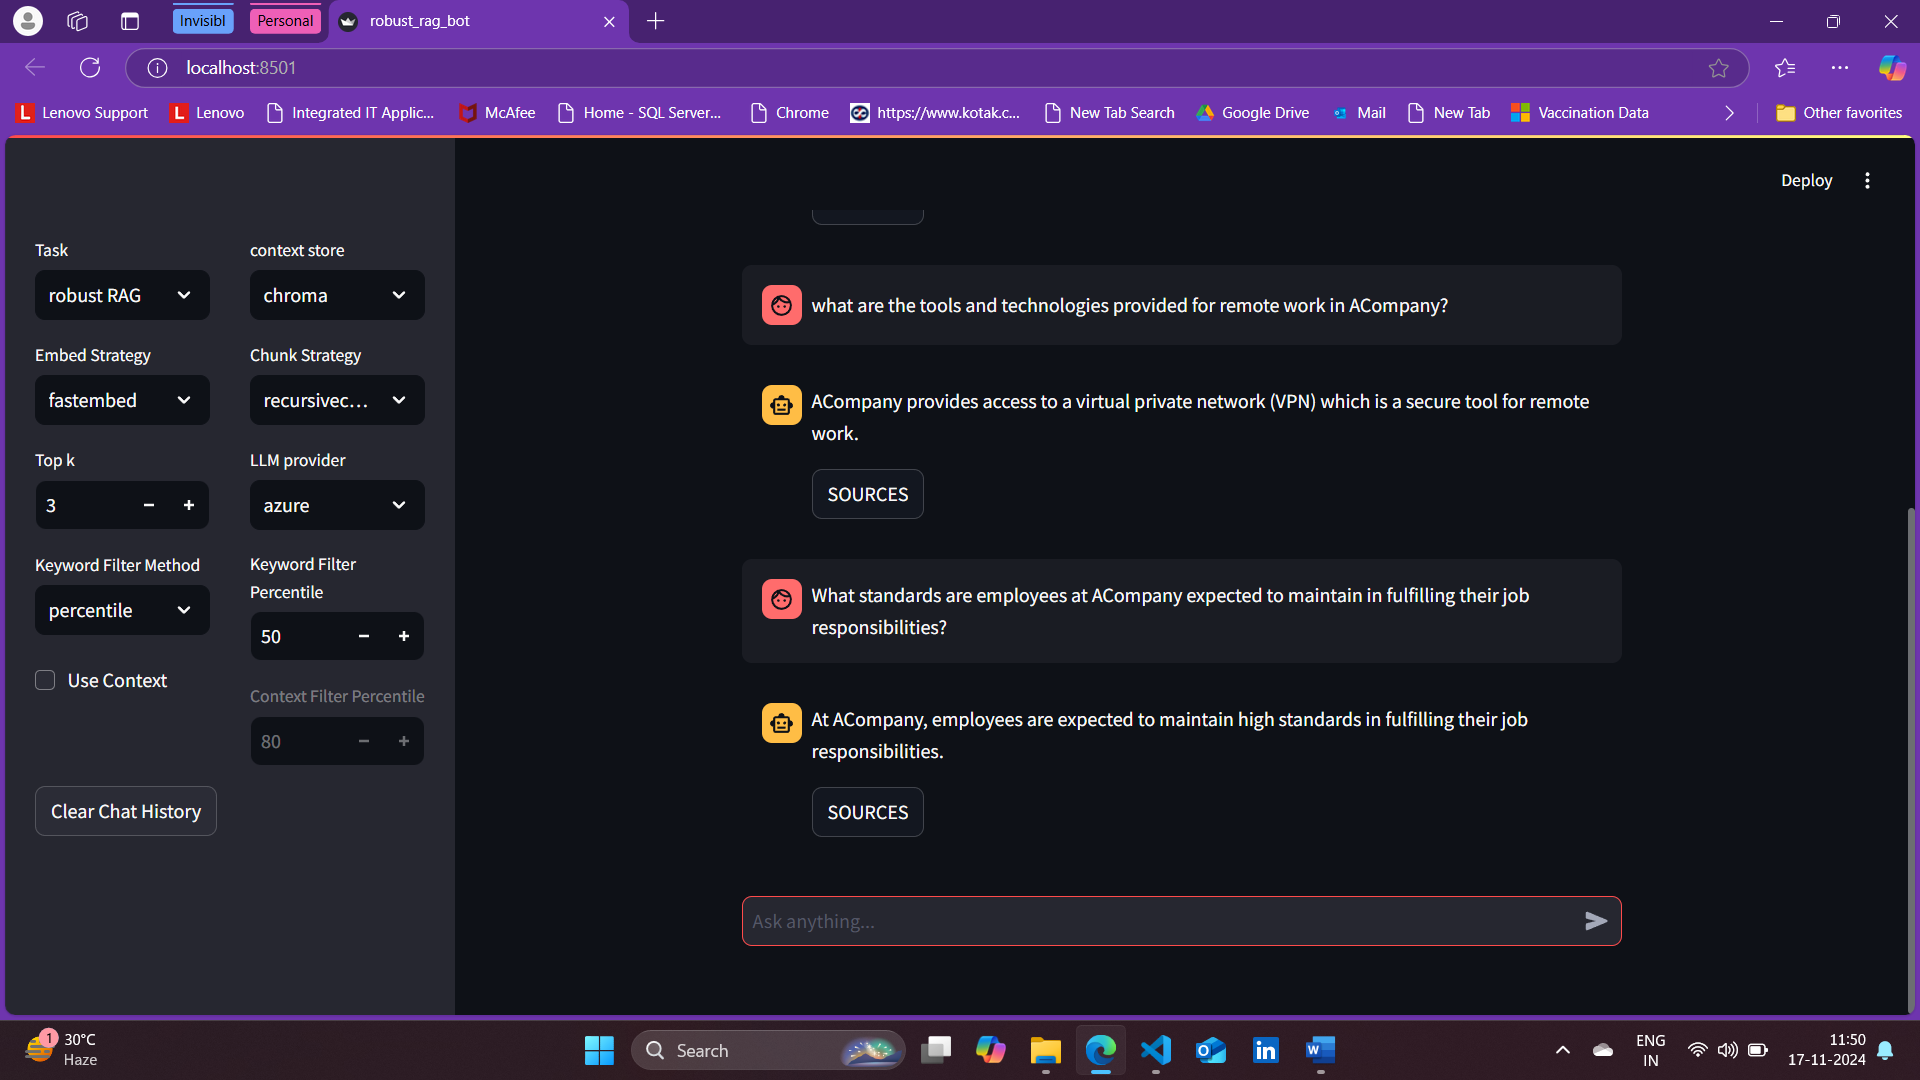 Invisibl
Personal
robust_rag_bot
localhost:8501
Lenovo Support
Lenovo
Integrated IT Applic...
McAfee
Home - SQL Server...
Chrome
https://www.kotak.c...
New Tab Search
Google Drive
Mail
New Tab
Vaccination Data
Other favorites
Deploy
Task
context store
robust RAG
chroma
Embed Strategy
Chunk Strategy
fastembed
recursivec...
Top k
LLM provider
3
azure
Keyword Filter Method
Keyword Filter
Percentile
percentile
50
Use Context
Context Filter Percentile
80
Clear Chat History
what are the tools and technologies provided for remote work in ACompany?
ACompany provides access to a virtual private network (VPN) which is a secure tool for remote
work.
SOURCES
What standards are employees at ACompany expected to maintain in fulfilling their job
responsibilities?
At ACompany, employees are expected to maintain high standards in fulfilling their job
responsibilities.
SOURCES
Ask anything...
1
30°C
Haze
Search
ENG
IN
11:50
17-11-2024